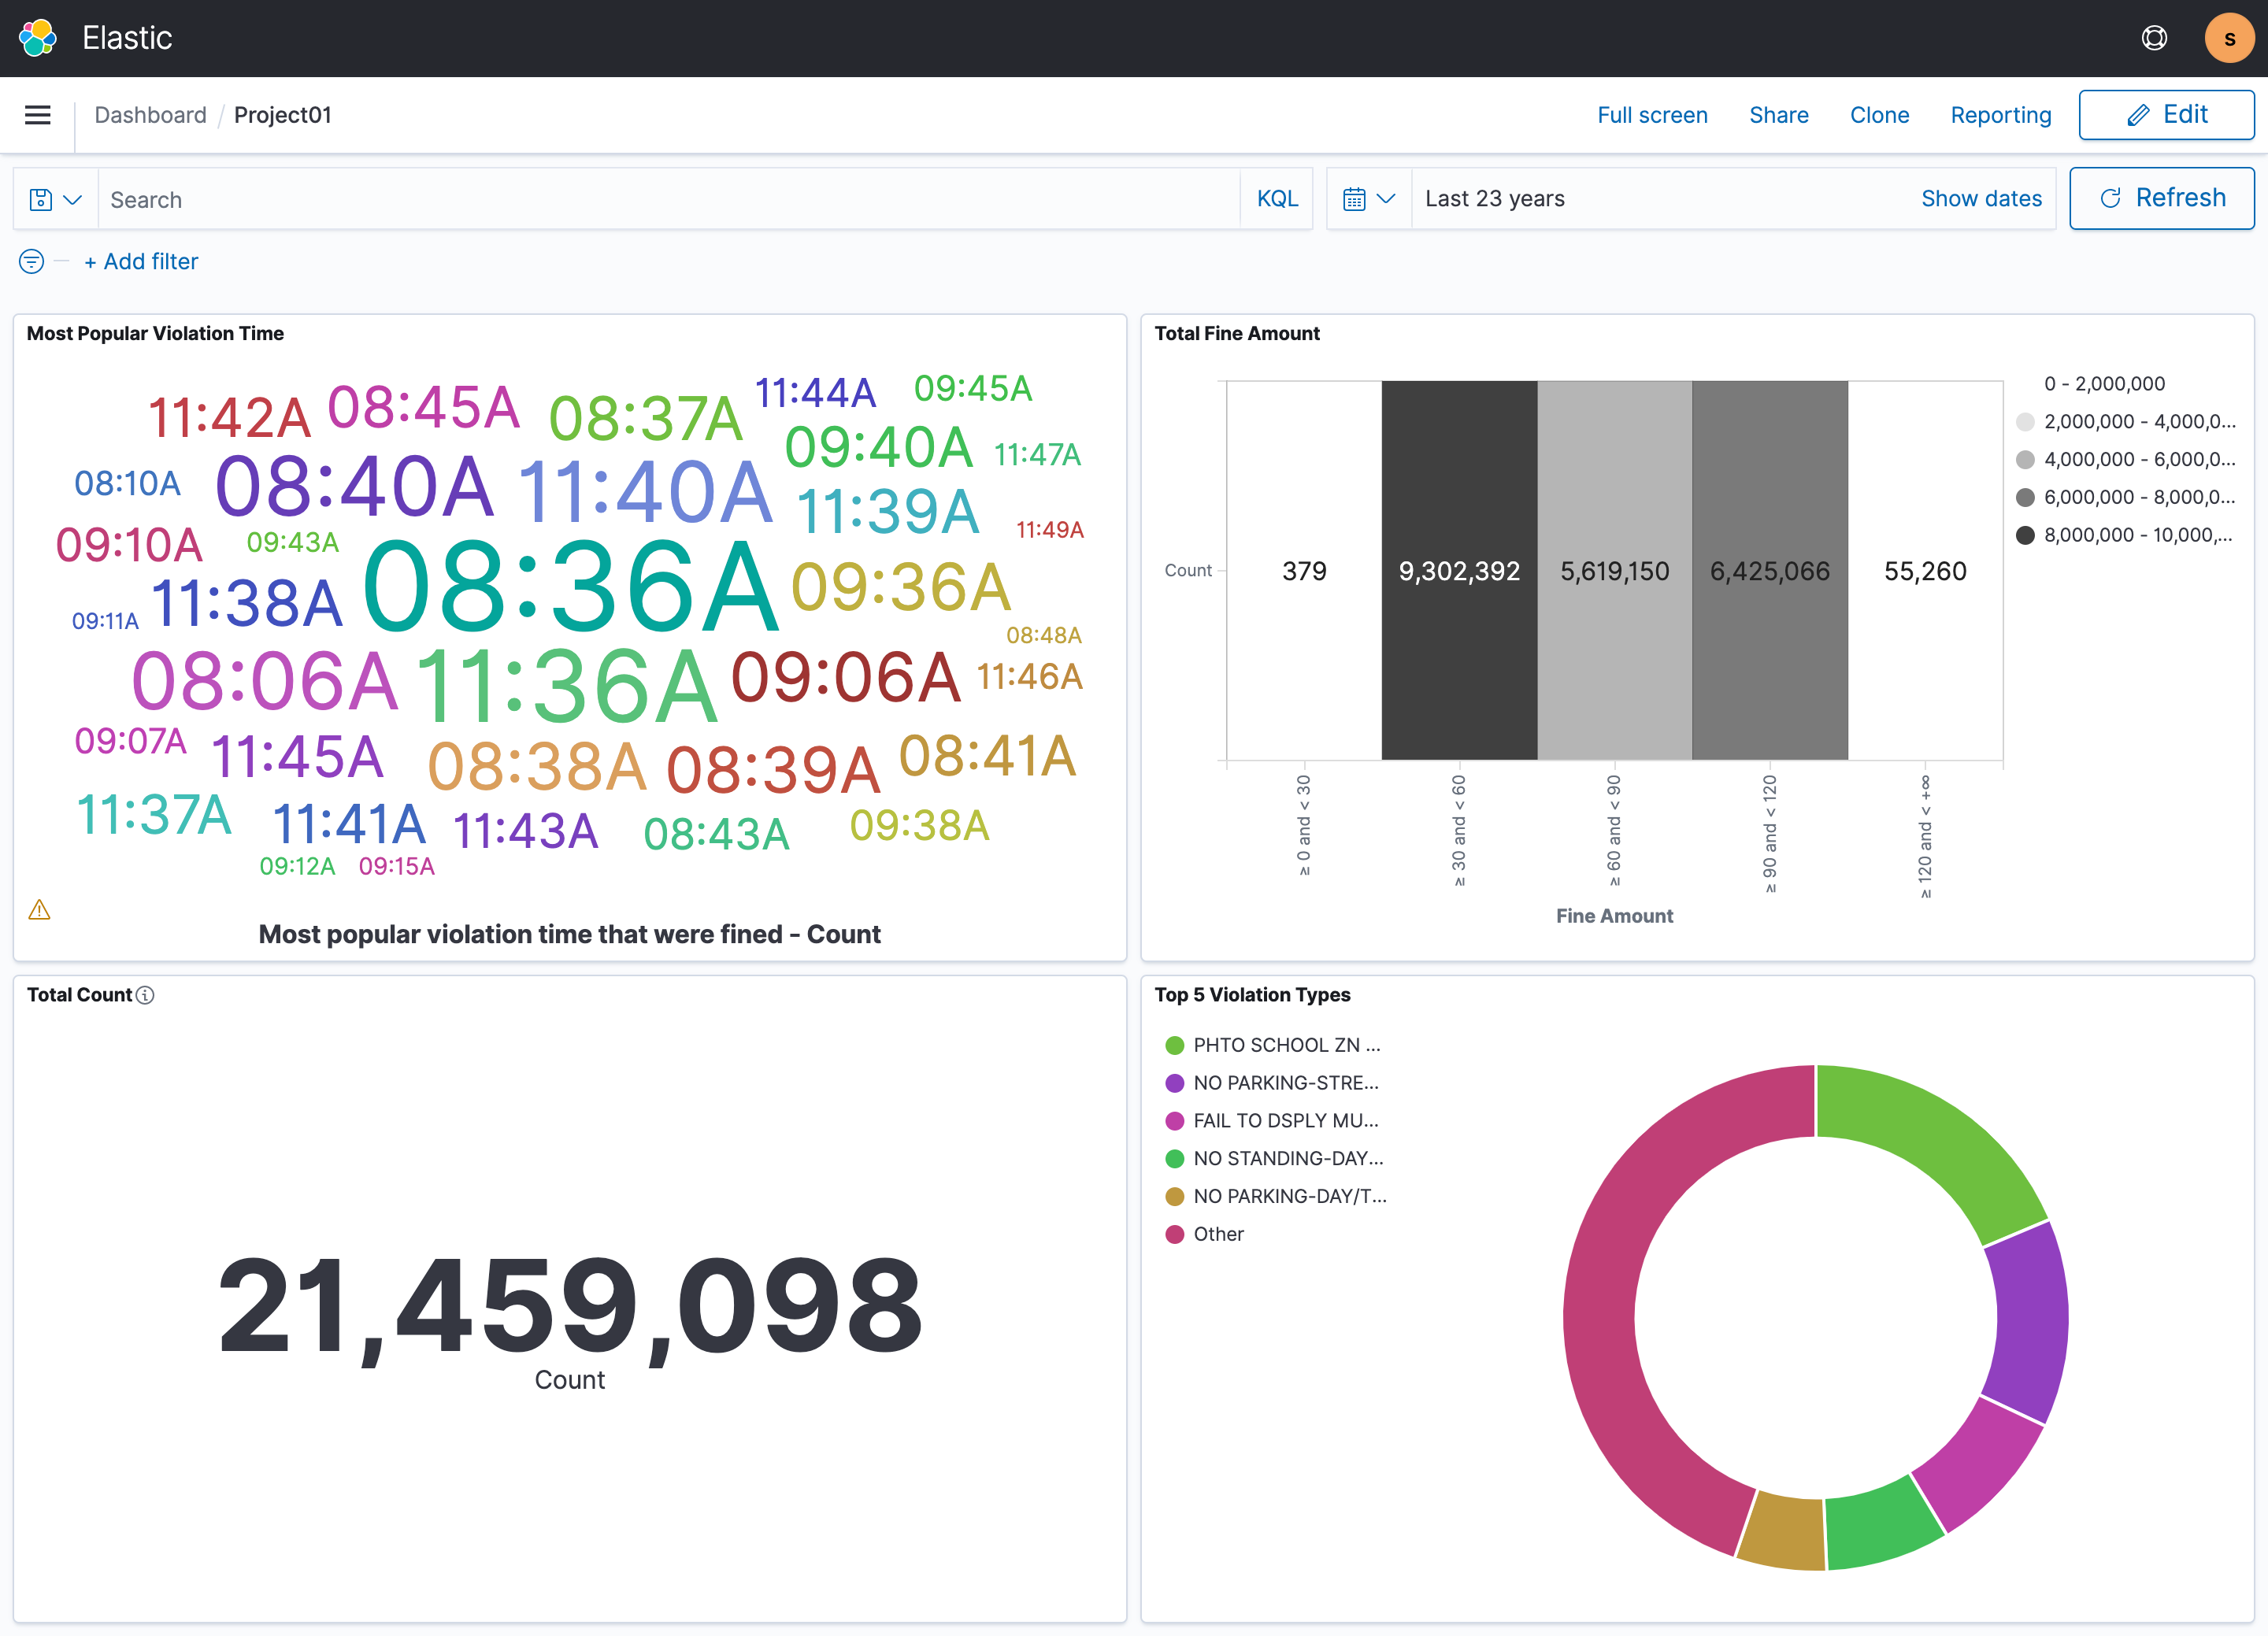 Elastic
s
Dashboard / Project01
Full screen Share Clone Reporting Edit
Search KQL Last 23 years Show dates Refresh
+ Add filter
Most Popular Violation Time
11:42A 08:45A 08:37A 11:44A 09:45A
09:40A 11:47A
08:10A 08:40A 11:40A 11:39A
09:10A 09:43A 11:49A
08:36A 09:36A
09:11A 11:38A
08:48A
08:06A 11:36A 09:06A 11:46A
09:07A 11:45A 08:38A 08:39A 08:41A
11:37A 11:41A 11:43A 08:43A 09:38A
09:12A 09:15A
Most popular violation time that were fined - Count
Total Fine Amount
0 - 2,000,000
2,000,000 - 4,000,0...
4,000,000 - 6,000,0...
6,000,000 - 8,000,0...
8,000,000 - 10,000,...
Count 379 9,302,392 5,619,150 6,425,066 55,260
≥ 0 and < 30
≥ 30 and < 60
≥ 60 and < 90
≥ 90 and < 120
≥ 120 and < +∞
Fine Amount
Total Count
21,459,098
Count
Top 5 Violation Types
PHTO SCHOOL ZN ...
NO PARKING-STRE...
FAIL TO DSPLY MU...
NO STANDING-DAY...
NO PARKING-DAY/T...
Other